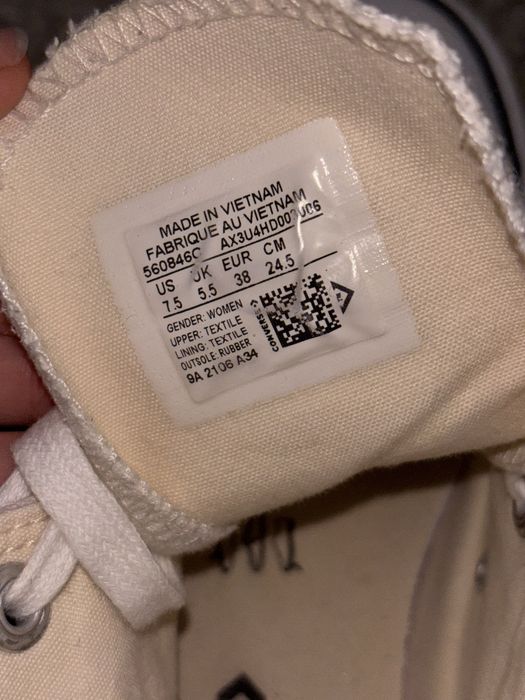 MADE IN VIETNAM
FABRIQUE AU VIETNAM
560846C
US UK EUR CM
7.5 5.5 38 24.5
GENDER: WOMEN
UPPER: TEXTILE
LINING: TEXTILE
OUTSOLE: RUBBER
9A 2106 A34
CONVERSE